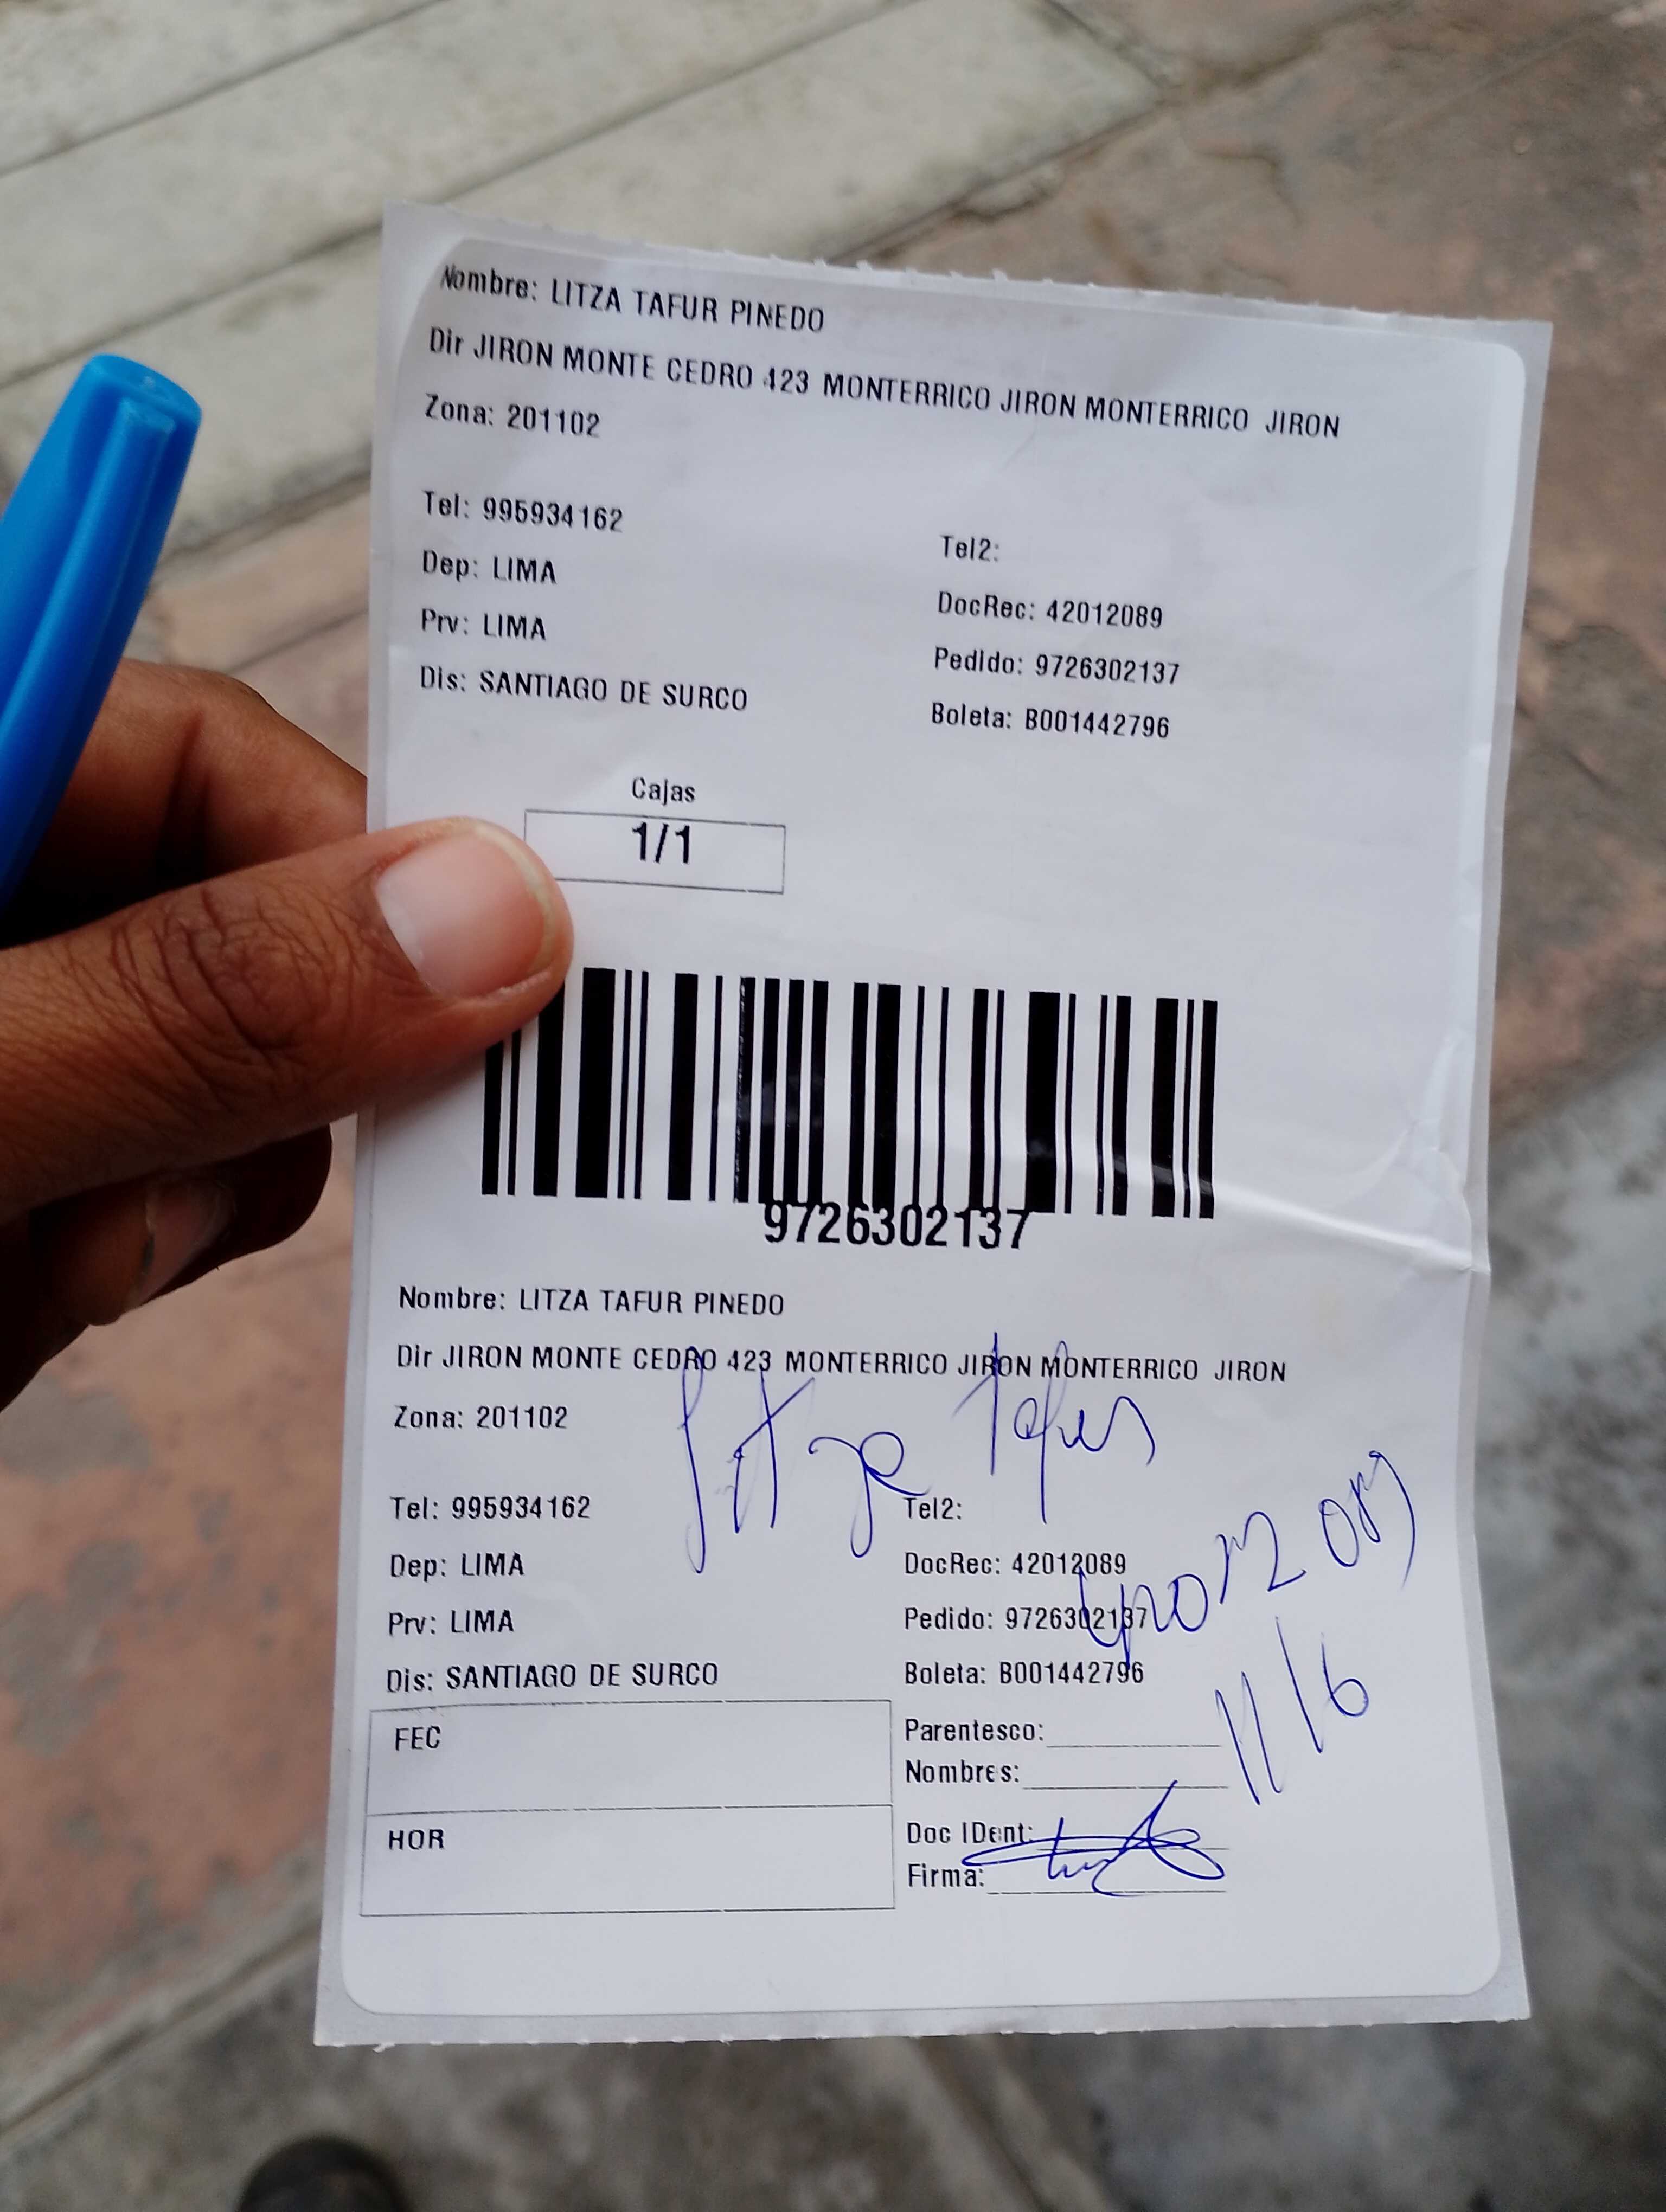 Nombre: LITZA TAFUR PINEDO
Dir JIRON MONTE CEDRO 423 MONTERRICO JIRON MONTERRICO JIRON
Zona: 201102
Tel: 995934162
Tel2:
Dep: LIMA
DocRec: 42012089
Prv: LIMA
Pedido: 9726302137
Dis: SANTIAGO DE SURCO
Boleta: B001442796
Cajas
1/1
9726302137
Nombre: LITZA TAFUR PINEDO
Dir JIRON MONTE CEDRO 423 MONTERRICO JIRON MONTERRICO JIRON
Zona: 201102
Litza Tafur
Tel: 995934162
Tel2:
Dep: LIMA
DocRec: 42012089
42012089
Prv: LIMA
Pedido: 9726302137
Dis: SANTIAGO DE SURCO
Boleta: B001442796
11/6
FEC
Parentesco:
Nombres:
HOR
Doc IDent:
Firma: